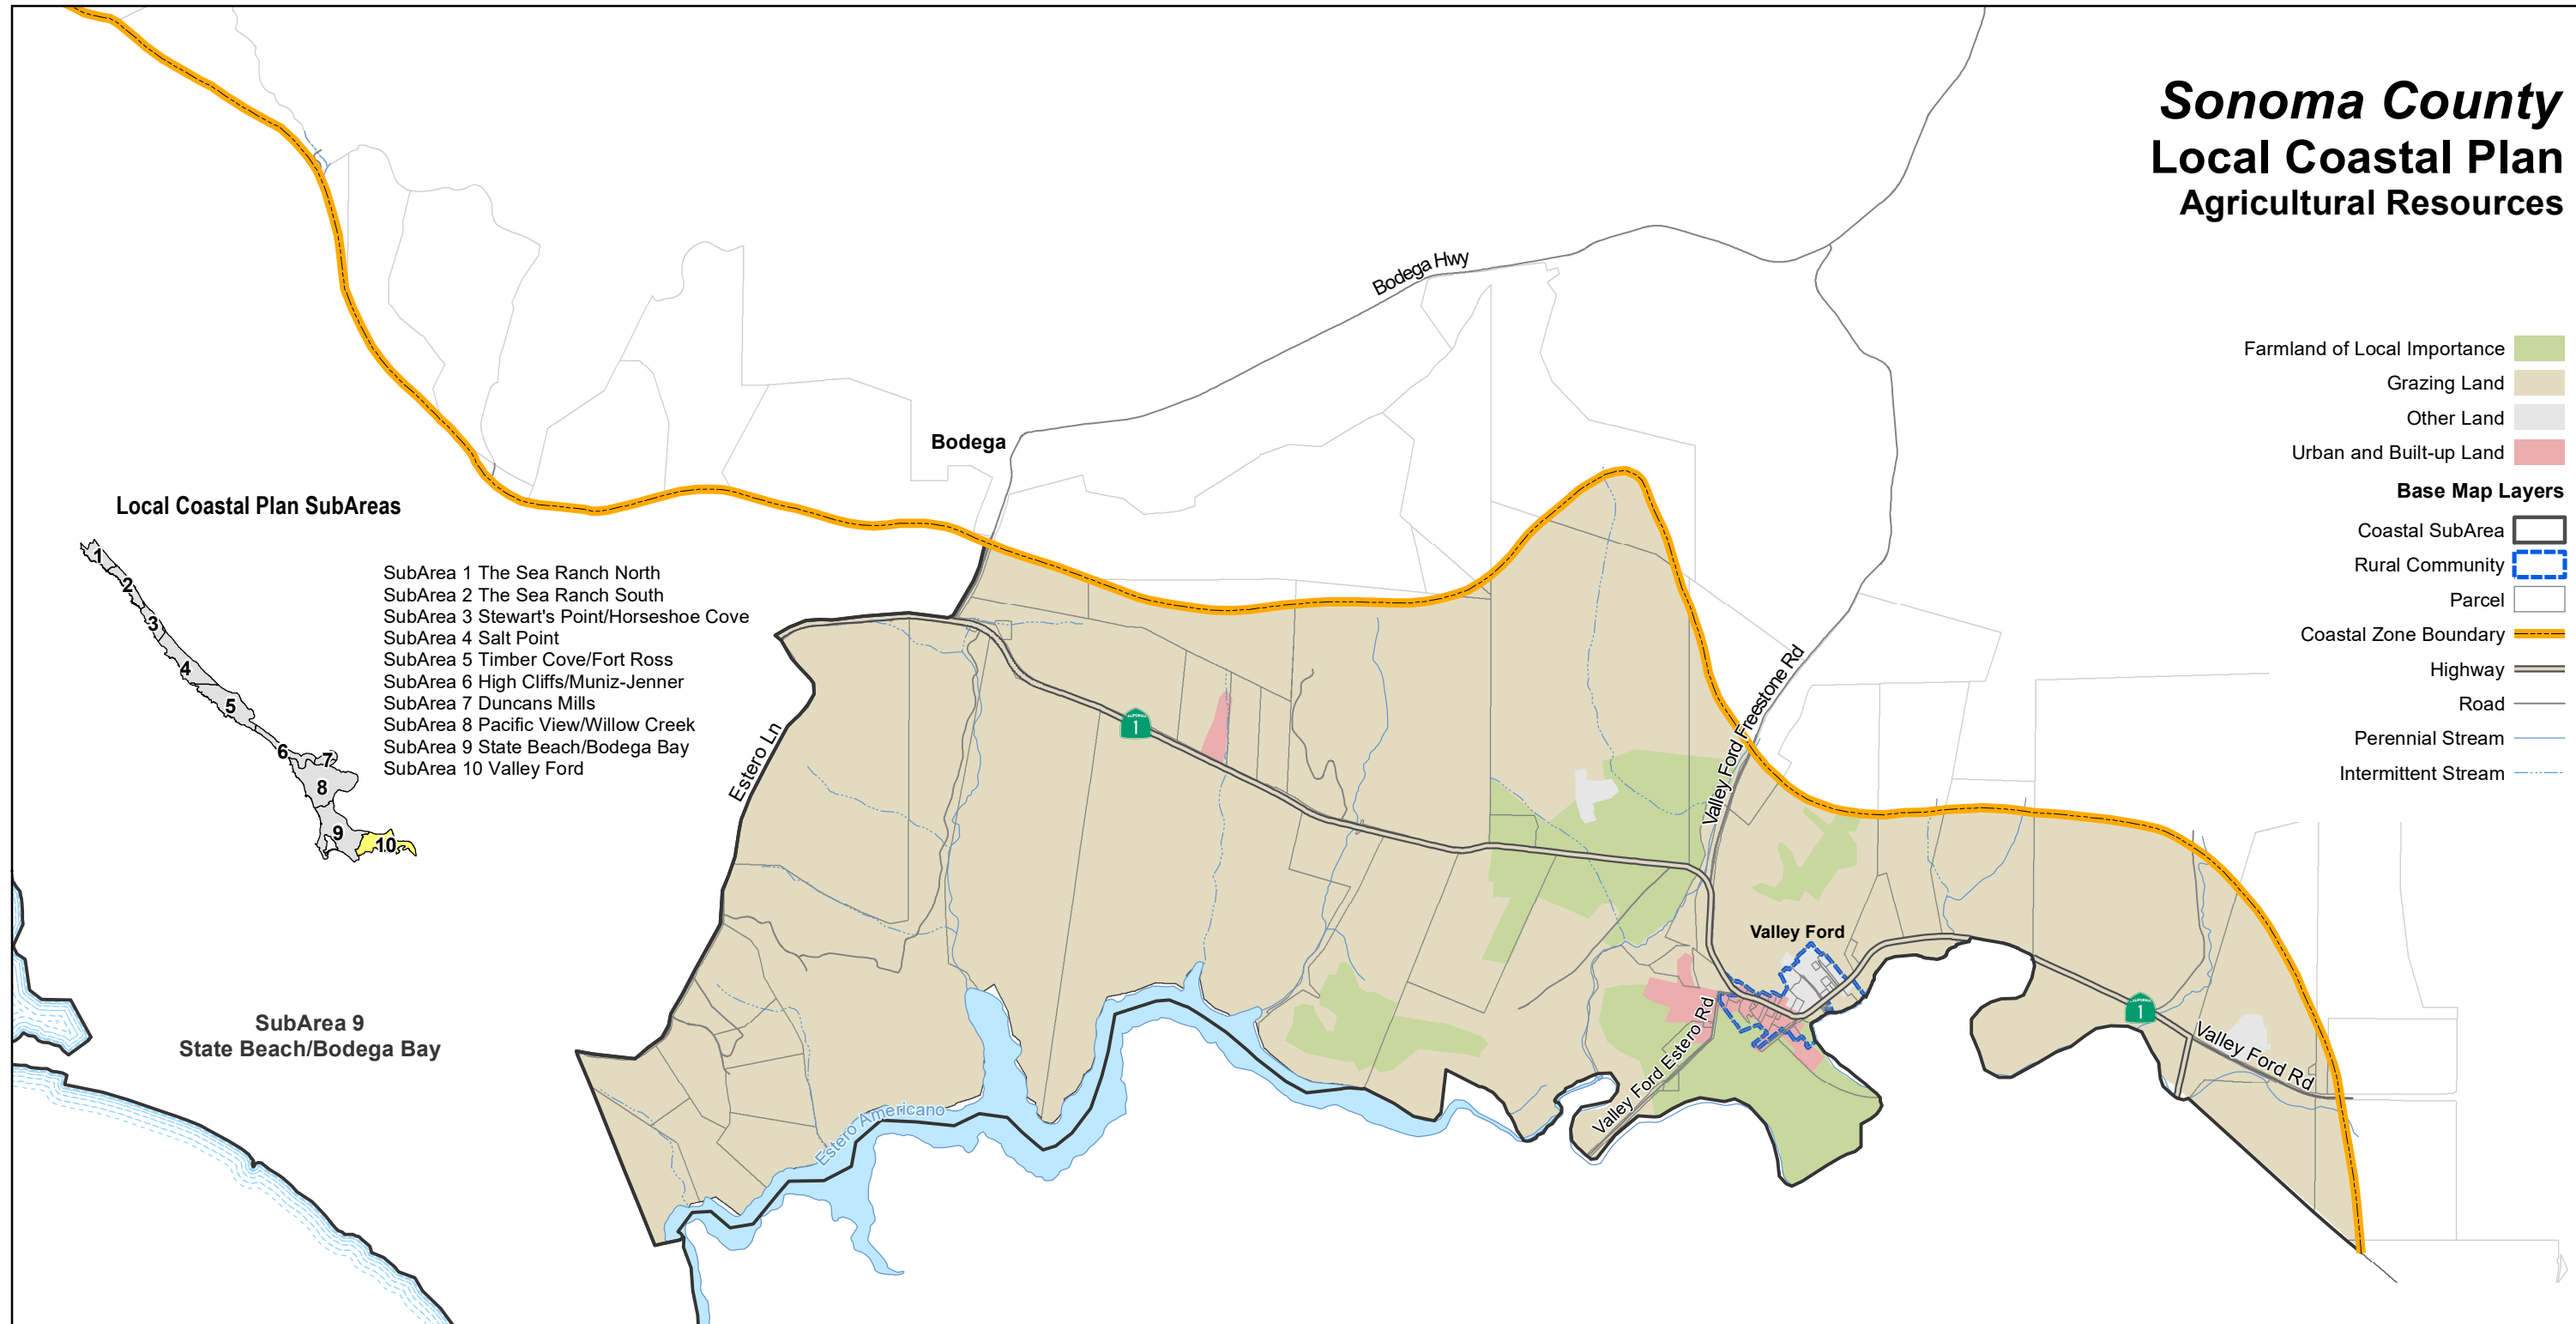 Sonoma County
Local Coastal Plan
Agricultural Resources
Bodega Hwy
Farmland of Local Importance
Grazing Land
Other Land
Urban and Built-up Land
Base Map Layers
Coastal SubArea
Rural Community
Parcel
Coastal Zone Boundary
Highway
Road
Perennial Stream
Intermittent Stream
Bodega
Local Coastal Plan SubAreas
1
2
3
4
5
6
7
8
9
10
SubArea 1 The Sea Ranch North
SubArea 2 The Sea Ranch South
SubArea 3 Stewart's Point/Horseshoe Cove
SubArea 4 Salt Point
SubArea 5 Timber Cove/Fort Ross
SubArea 6 High Cliffs/Muniz-Jenner
SubArea 7 Duncans Mills
SubArea 8 Pacific View/Willow Creek
SubArea 9 State Beach/Bodega Bay
SubArea 10 Valley Ford
Estero Ln
CALIFORNIA
1
Valley Ford Freestone Rd
Valley Ford
SubArea 9
State Beach/Bodega Bay
Estero Americano
Valley Ford Estero Rd
CALIFORNIA
1
Valley Ford Rd